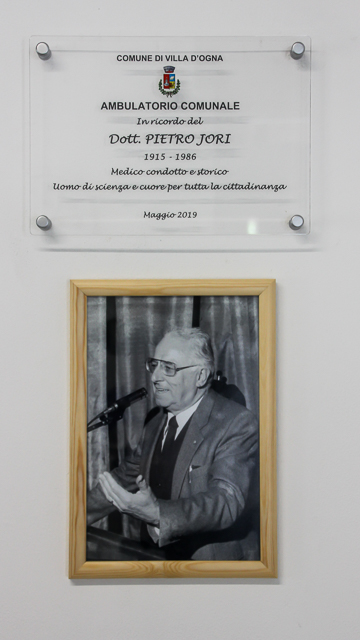 COMUNE DI VILLA D'OGNA
AMBULATORIO COMUNALE
In ricordo del
Dott. PIETRO JORI
1915 - 1986
Medico condotto e storico
Uomo di scienza e cuore per tutta la cittadinanza
Maggio 2019